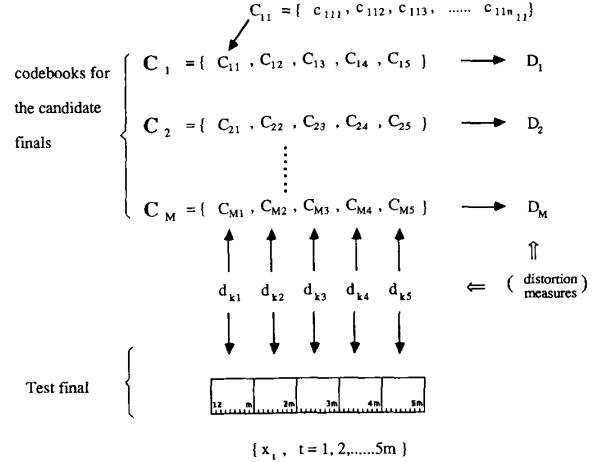 C11 = { c111, c112, c113, ...... c11n11}
codebooks for the candidate finals
C1 = { C11 , C12 , C13 , C14 , C15 } → D1
C2 = { C21 , C22 , C23 , C24 , C25 } → D2
CM = { CM1 , CM2 , CM3 , CM4 , CM5 } → DM
dk1 dk2 dk3 dk4 dk5 ⇐ ( distortion measures )
Test final
12 m 2m 3m 4m 5m
{ xt , t = 1, 2,......5m }